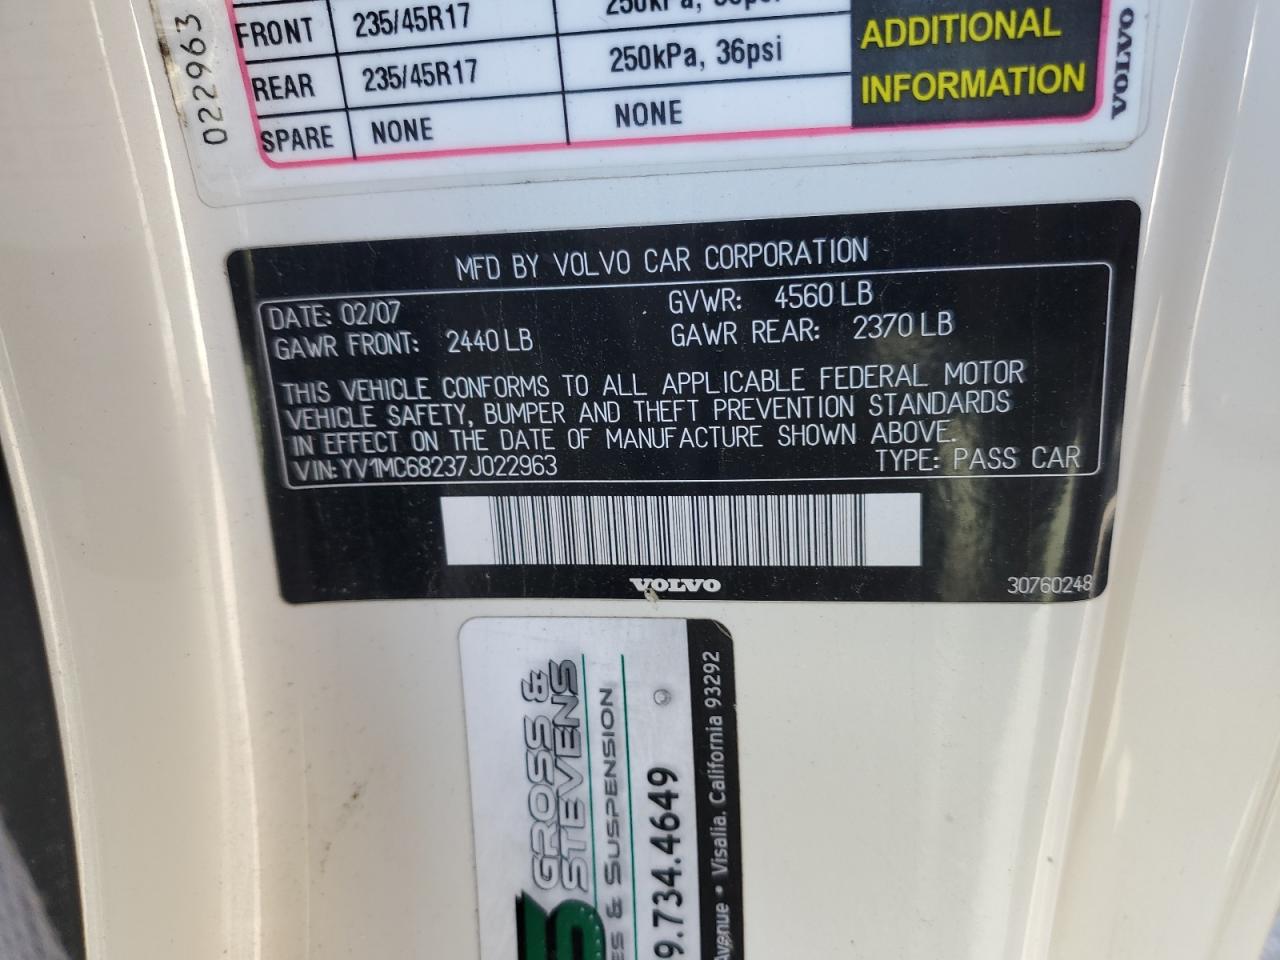 022963
FRONT 235/45R17 250kPa, 36psi
REAR 235/45R17 250kPa, 36psi
SPARE NONE NONE
ADDITIONAL
INFORMATION
VOLVO
MFD BY VOLVO CAR CORPORATION
DATE: 02/07 GVWR: 4560 LB
GAWR FRONT: 2440 LB GAWR REAR: 2370 LB
THIS VEHICLE CONFORMS TO ALL APPLICABLE FEDERAL MOTOR
VEHICLE SAFETY, BUMPER AND THEFT PREVENTION STANDARDS
IN EFFECT ON THE DATE OF MANUFACTURE SHOWN ABOVE.
VIN: YV1MC68237J022963 TYPE: PASS CAR
VOLVO
30760248
GROSS &
STEVENS
ES & SUSPENSION
9.734.4649
Avenue • Visalia, California 93292